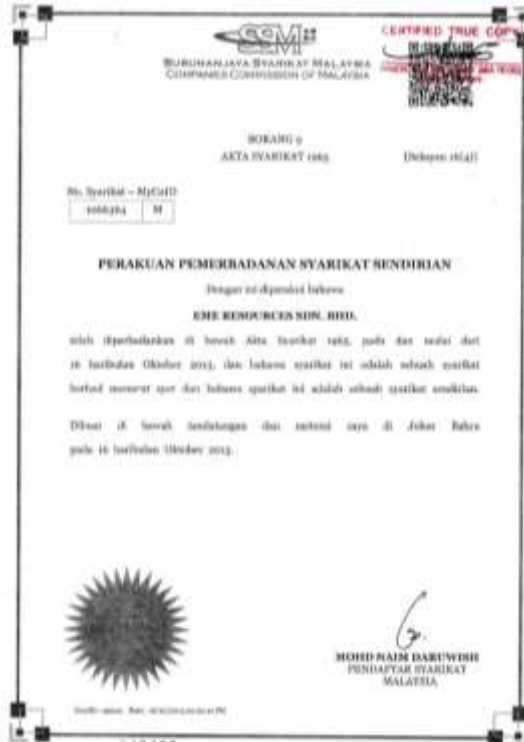 SSM
SURUHANJAYA SYARIKAT MALAYSIA
COMPANIES COMMISSION OF MALAYSIA
CERTIFIED TRUE COPY
BORANG 9
AKTA SYARIKAT 1965
[Seksyen 16(4)]
No. Syarikat – MyCoID
M
PERAKUAN PEMERBADANAN SYARIKAT SENDIRIAN
Dengan ini diperakui bahawa
EME RESOURCES SDN. BHD.
telah diperbadankan di bawah Akta Syarikat 1965, pada dan mulai dari
16 haribulan Oktober 2013, dan bahawa syarikat ini adalah sebuah syarikat
berhad menurut syer dan bahawa syarikat ini adalah sebuah syarikat sendirian.
Dibuat di bawah tandatangan dan meterai saya di Johor Bahru
pada 16 haribulan Oktober 2013.
MOHD NAIM DARUWISH
PENDAFTAR SYARIKAT
MALAYSIA